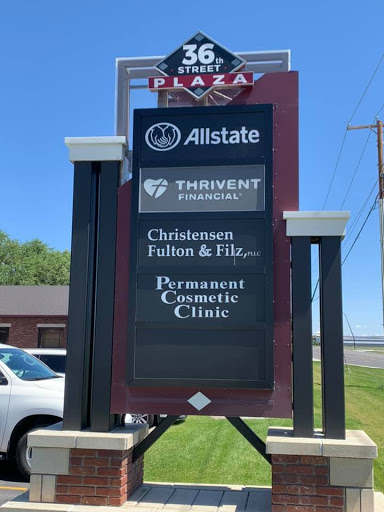 36th
STREET
PLAZA
Allstate
THRIVENT
FINANCIAL®
Christensen
Fulton & Filz, PLLC
Permanent
Cosmetic
Clinic